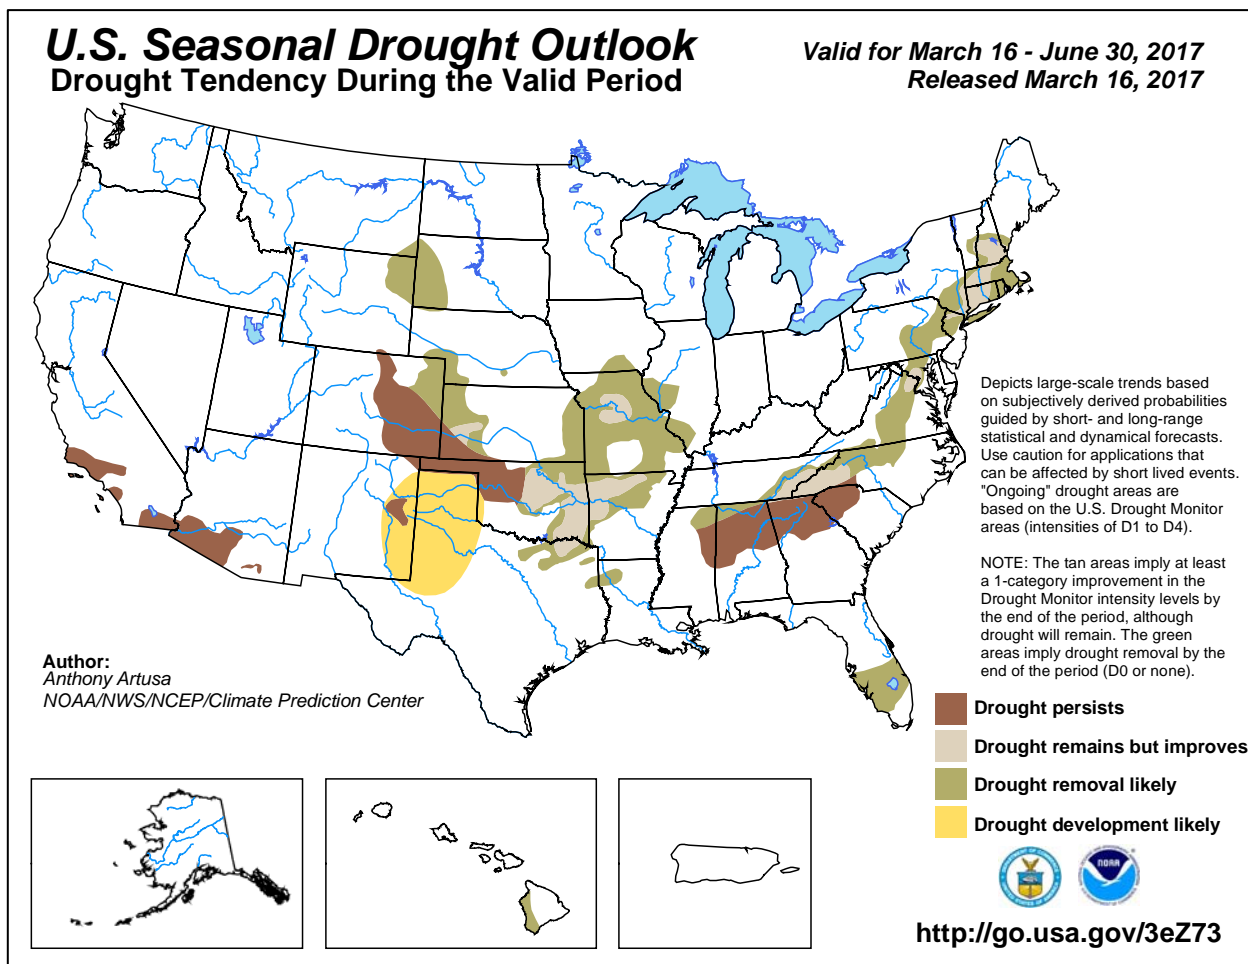 U.S. Seasonal Drought Outlook
Drought Tendency During the Valid Period
Valid for March 16 - June 30, 2017
Released March 16, 2017
Depicts large-scale trends based
on subjectively derived probabilities
guided by short- and long-range
statistical and dynamical forecasts.
Use caution for applications that
can be affected by short lived events.
"Ongoing" drought areas are
based on the U.S. Drought Monitor
areas (intensities of D1 to D4).
NOTE: The tan areas imply at least
a 1-category improvement in the
Drought Monitor intensity levels by
the end of the period, although
drought will remain. The green
areas imply drought removal by the
end of the period (D0 or none).
Author:
Anthony Artusa
NOAA/NWS/NCEP/Climate Prediction Center
Drought persists
Drought remains but improves
Drought removal likely
Drought development likely
NOAA
http://go.usa.gov/3eZ73